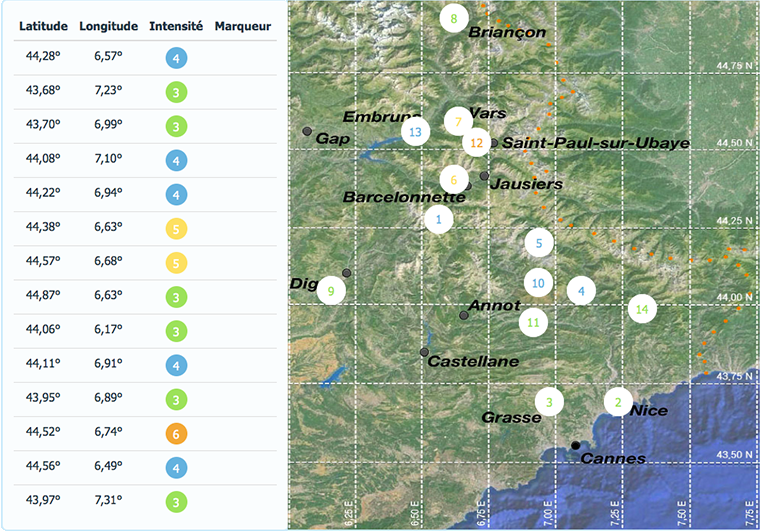 Latitude Longitude Intensité Marqueur
44,28° 6,57° 4
43,68° 7,23° 3
43,70° 6,99° 3
44,08° 7,10° 4
44,22° 6,94° 4
44,38° 6,63° 5
44,57° 6,68° 5
44,87° 6,63° 3
44,06° 6,17° 3
44,11° 6,91° 4
43,95° 6,89° 3
44,52° 6,74° 6
44,56° 6,49° 4
43,97° 7,31° 3
8
Briançon
44,75 N
Embruns Vars
7
13
Gap
12
Saint-Paul-sur-Ubaye
44,50 N
6
Jausiers
Barcelonnette
1
44,25 N
5
Dig
9
10
4
44,00 N
Annot
14
11
Castellane
43,75 N
3
2
Grasse
Nice
Cannes
43,50 N
6,25 E
6,50 E
6,75 E
7,00 E
7,25 E
7,50 E
7,75 E